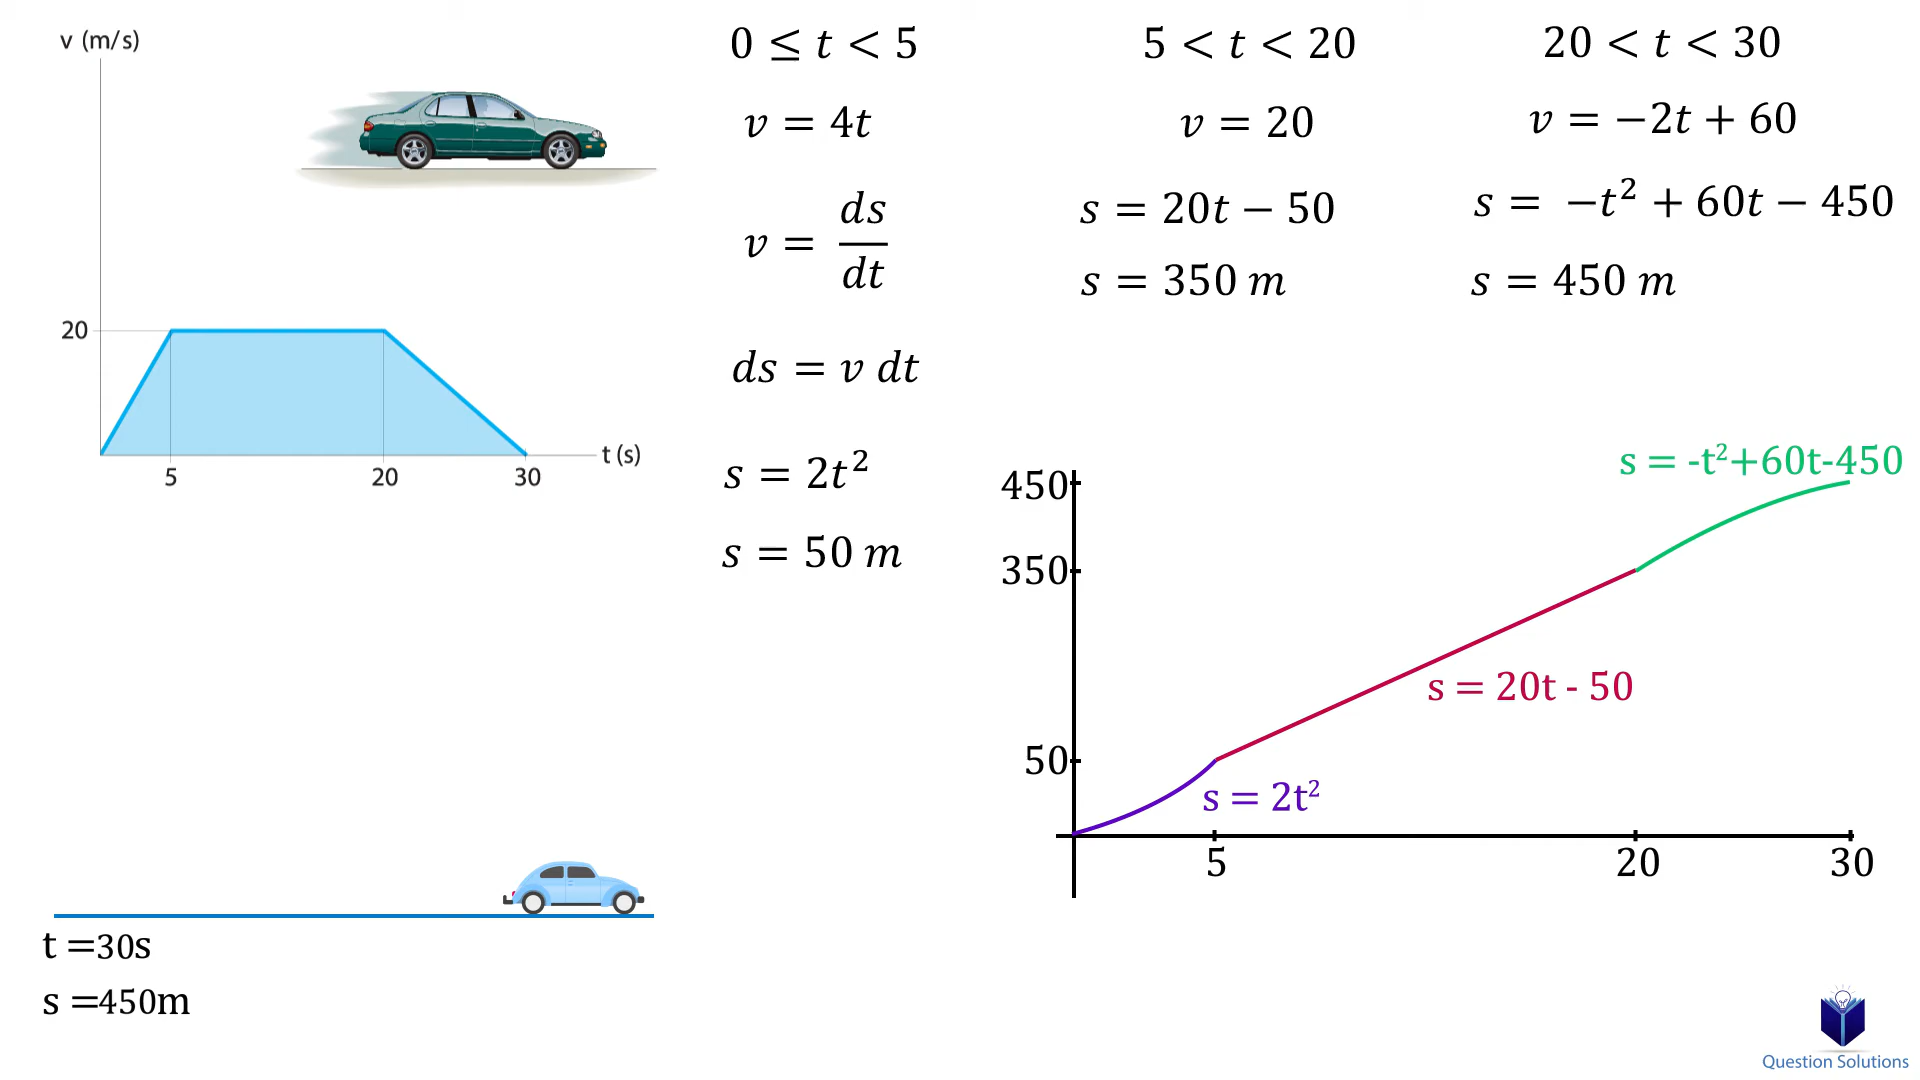 v (m/s)
20
5 20 30
t (s)
0 ≤ t < 5
v = 4t
v = ds/dt
ds = v dt
s = 2t²
s = 50 m
5 < t < 20
v = 20
s = 20t − 50
s = 350 m
20 < t < 30
v = −2t + 60
s = −t² + 60t − 450
s = 450 m
s = -t²+60t-450
450
350
s = 20t - 50
50
s = 2t²
5 20 30
t =30s
s =450m
Question Solutions